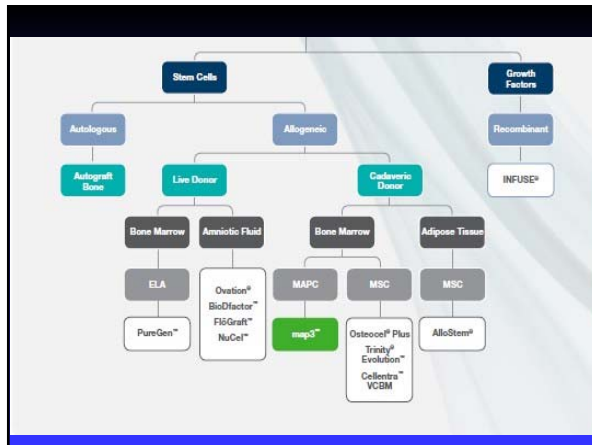 Stem Cells
Growth
Factors
Autologous
Allogeneic
Recombinant
Autograft
Bone
Live Donor
Cadaveric
Donor
INFUSE®
Bone Marrow
Amniotic Fluid
Bone Marrow
Adipose Tissue
ELA
Ovation®
BioDfactor™
FlōGraft™
NuCel™
MAPC
MSC
MSC
PureGen™
map3™
Osteocel® Plus
Trinity®
Evolution™
Cellentra™
VCBM
AlloStem®